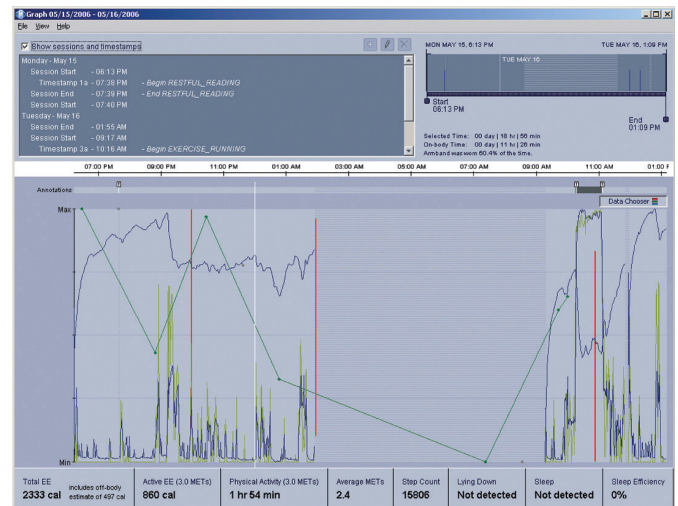 Graph 05/15/2006 - 05/16/2006
File View Help
Show sessions and timestamps
Monday - May 15
Session Start - 06:13 PM
Timestamp 1a - 07:38 PM - Begin RESTFUL_READING
Session End - 07:39 PM - End RESTFUL_READING
Session Start - 07:40 PM
Tuesday - May 16
Session End - 01:55 AM
Session Start - 09:17 AM
Timestamp 3a - 10:16 AM - Begin EXERCISE_RUNNING
MON MAY 15, 6:13 PM TUE MAY 16, 1:09 PM
TUE MAY 16
Start
06:13 PM
End
01:09 PM
Selected Time: 00 day | 18 hr | 56 min
On-body Time: 00 day | 11 hr | 26 min
Armband was worn 60.4% of the time.
07:00 PM 09:00 PM 11:00 PM 01:00 AM 03:00 AM 05:00 AM 07:00 AM 09:00 AM 11:00 AM 01:00 P
Annotations
Data Chooser
Max
Min
Total EE Active EE (3.0 METs) Physical Activity (3.0 METs) Average METs Step Count Lying Down Sleep Sleep Efficiency
2333 cal includes off-body estimate of 497 cal 860 cal 1 hr 54 min 2.4 15806 Not detected Not detected 0%